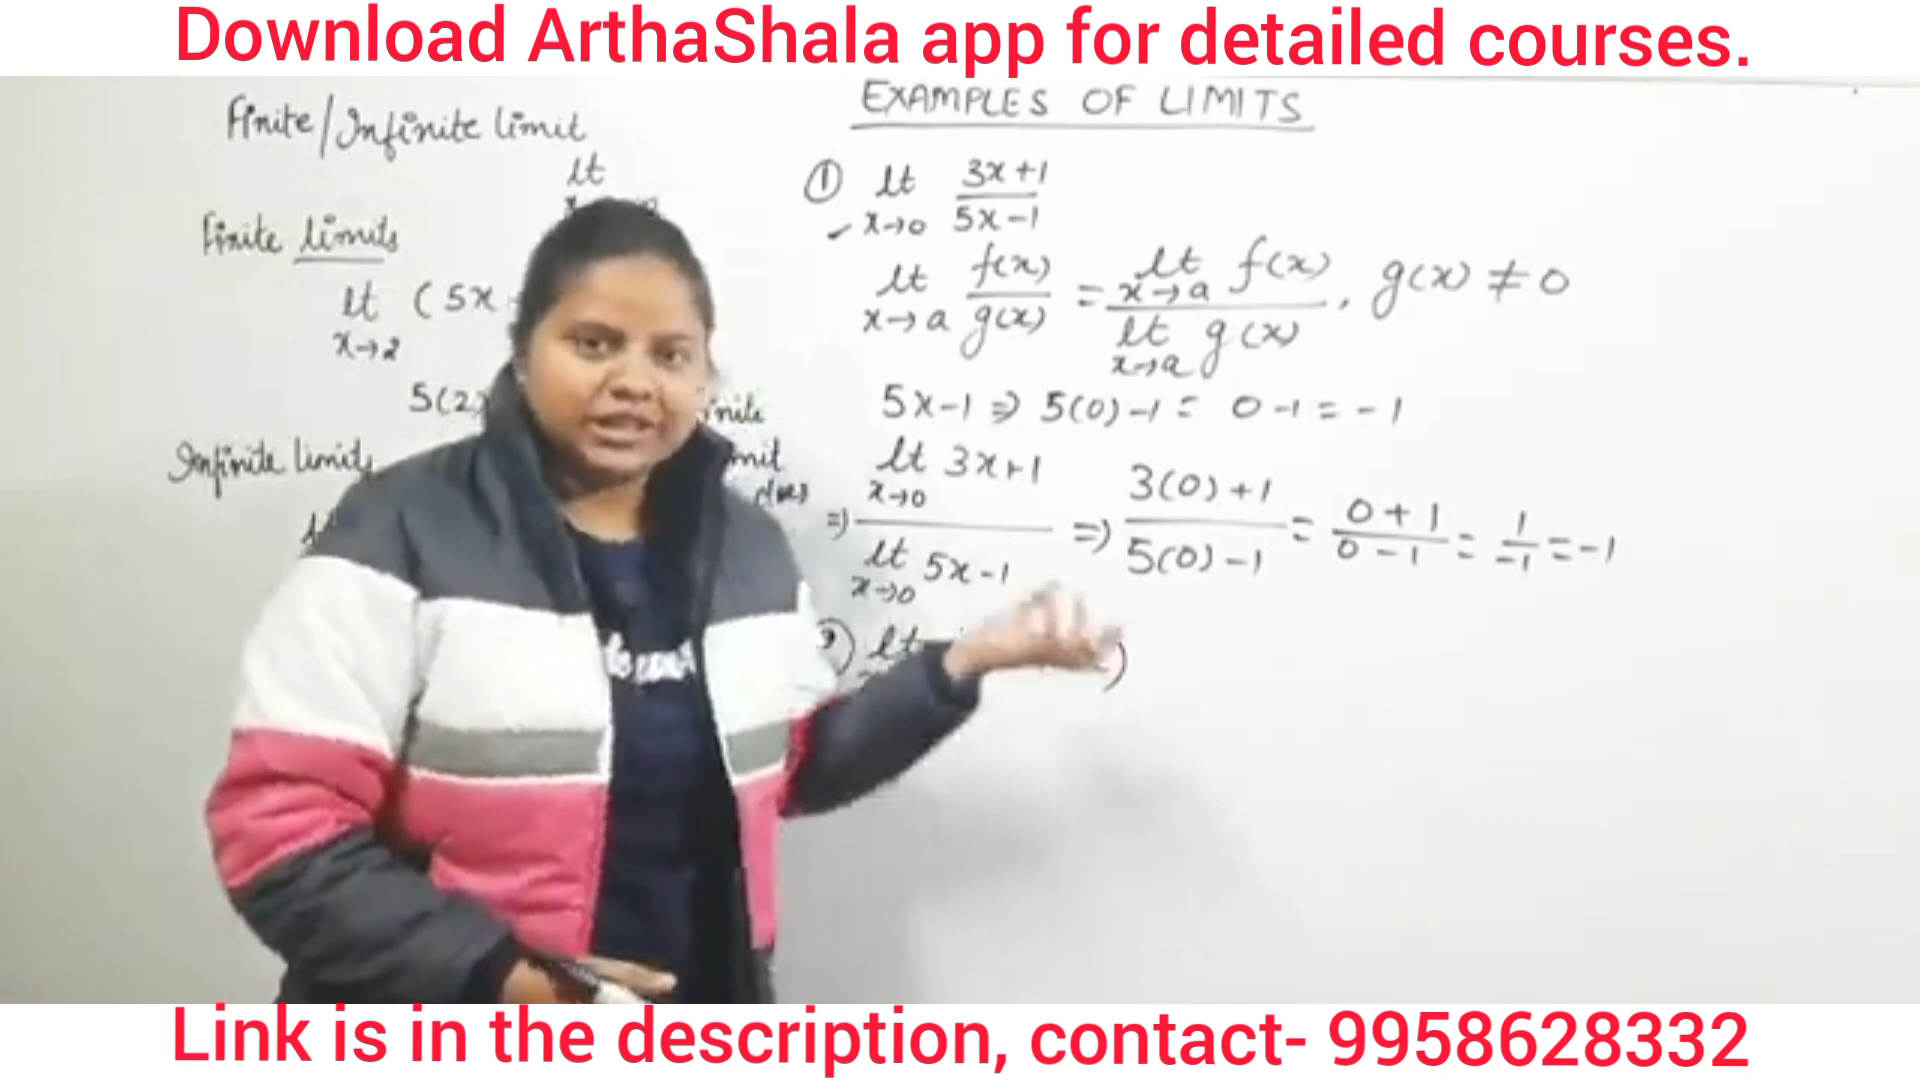 Download ArthaShala app for detailed courses.
Finite/Infinite limit
lt
Finite limits
lt (5x
x→2
5(2)
Infinite limits
EXAMPLES OF LIMITS
① lt 3x+1
x→0 5x-1
lt f(x) = lt f(x) , g(x) ≠ 0
x→a g(x) x→a
lt g(x)
x→a
5x-1 ⇒ 5(0)-1 = 0-1 = -1
lt 3x+1
x→0
⇒ ⇒ 3(0)+1 = 0+1 = 1 = -1
5(0)-1 0-1 -1
lt 5x-1
x→0
lt
Link is in the description, contact- 9958628332